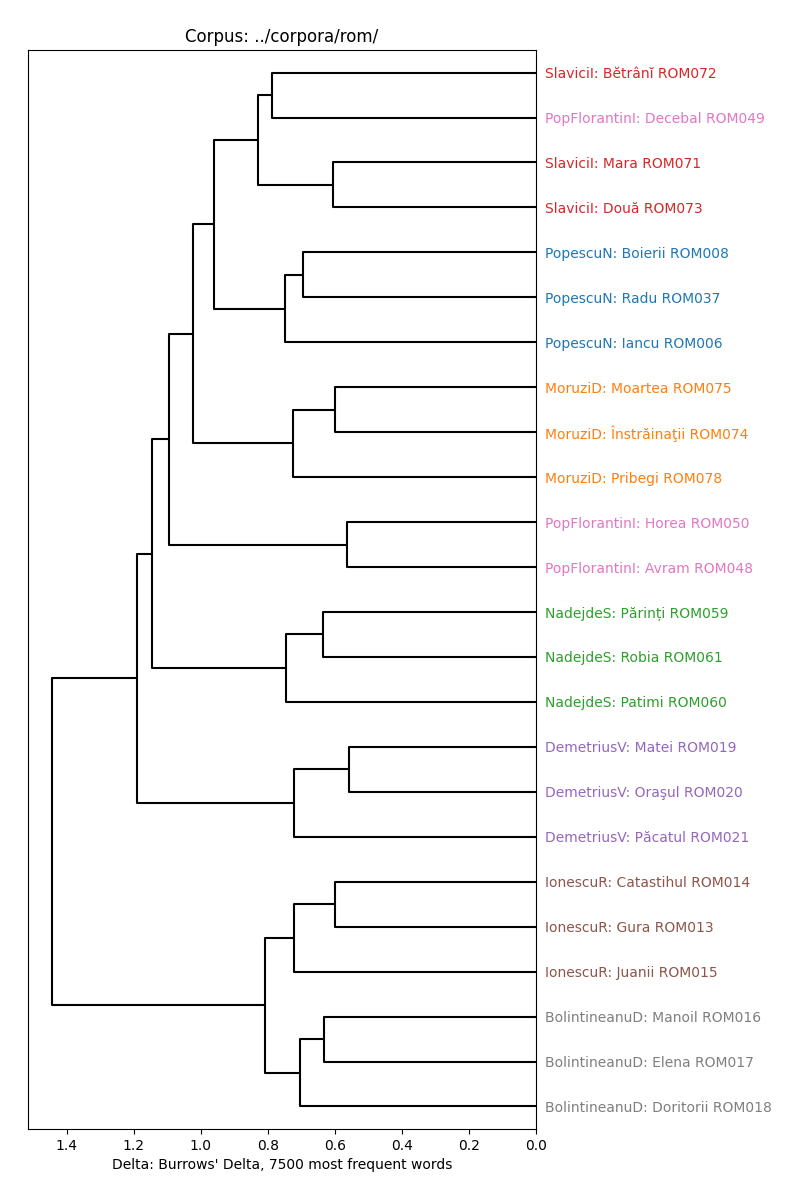 Corpus: ../corpora/rom/
SlaviciI: Bĕtrânĭ ROM072
PopFlorantinI: Decebal ROM049
SlaviciI: Mara ROM071
SlaviciI: Două ROM073
PopescuN: Boierii ROM008
PopescuN: Radu ROM037
PopescuN: Iancu ROM006
MoruziD: Moartea ROM075
MoruziD: Înstrăinaţii ROM074
MoruziD: Pribegi ROM078
PopFlorantinI: Horea ROM050
PopFlorantinI: Avram ROM048
NadejdeS: Părinți ROM059
NadejdeS: Robia ROM061
NadejdeS: Patimi ROM060
DemetriusV: Matei ROM019
DemetriusV: Oraşul ROM020
DemetriusV: Păcatul ROM021
IonescuR: Catastihul ROM014
IonescuR: Gura ROM013
IonescuR: Juanii ROM015
BolintineanuD: Manoil ROM016
BolintineanuD: Elena ROM017
BolintineanuD: Doritorii ROM018
1.4 1.2 1.0 0.8 0.6 0.4 0.2 0.0
Delta: Burrows' Delta, 7500 most frequent words